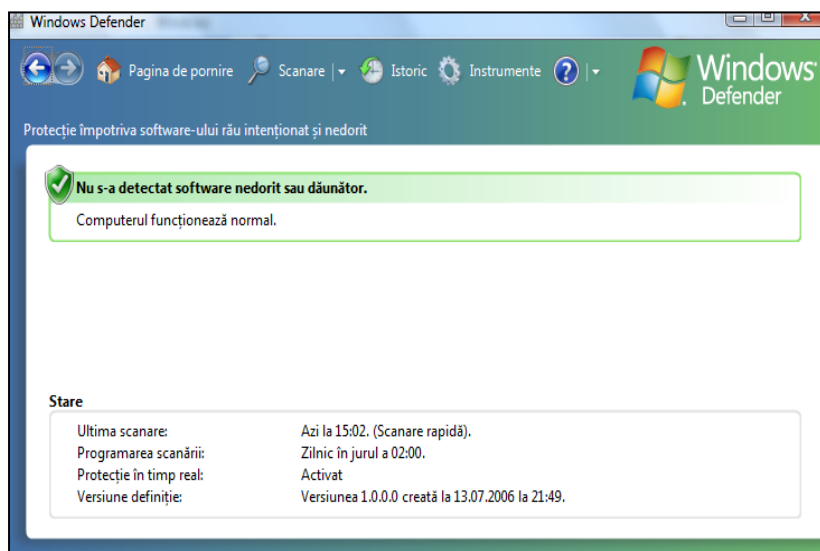 Windows Defender
Pagina de pornire Scanare Istoric Instrumente ?
Windows
Defender
Protecție împotriva software-ului rău intenționat și nedorit
Nu s-a detectat software nedorit sau dăunător.
Computerul funcționează normal.
Stare
Ultima scanare: Azi la 15:02. (Scanare rapidă).
Programarea scanării: Zilnic în jurul a 02:00.
Protecție în timp real: Activat
Versiune definiție: Versiunea 1.0.0.0 creată la 13.07.2006 la 21:49.